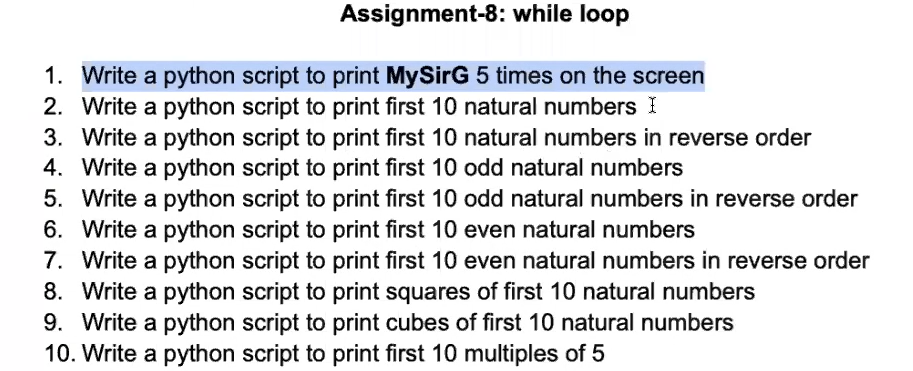 Assignment-8: while loop
1. Write a python script to print MySirG 5 times on the screen
2. Write a python script to print first 10 natural numbers
3. Write a python script to print first 10 natural numbers in reverse order
4. Write a python script to print first 10 odd natural numbers
5. Write a python script to print first 10 odd natural numbers in reverse order
6. Write a python script to print first 10 even natural numbers
7. Write a python script to print first 10 even natural numbers in reverse order
8. Write a python script to print squares of first 10 natural numbers
9. Write a python script to print cubes of first 10 natural numbers
10. Write a python script to print first 10 multiples of 5